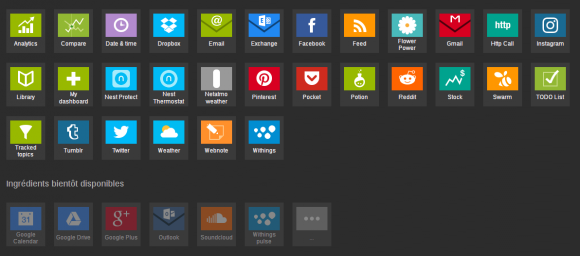 Analytics
Compare
Date & time
Dropbox
Email
Exchange
Facebook
Feed
Flower
Power
Gmail
http
Http Call
Instagram
Library
My
dashboard
Nest Protect
Nest
Thermostat
Netatmo
weather
Pinterest
Pocket
Potion
Reddit
Stock
Swarm
TODO List
Tracked
topics
Tumblr
Twitter
Weather
Webnote
Withings
Ingrédients bientôt disponibles
31
Google
Calendar
Google Drive
g+
Google Plus
Outlook
Soundcloud
Withings
pulse
...